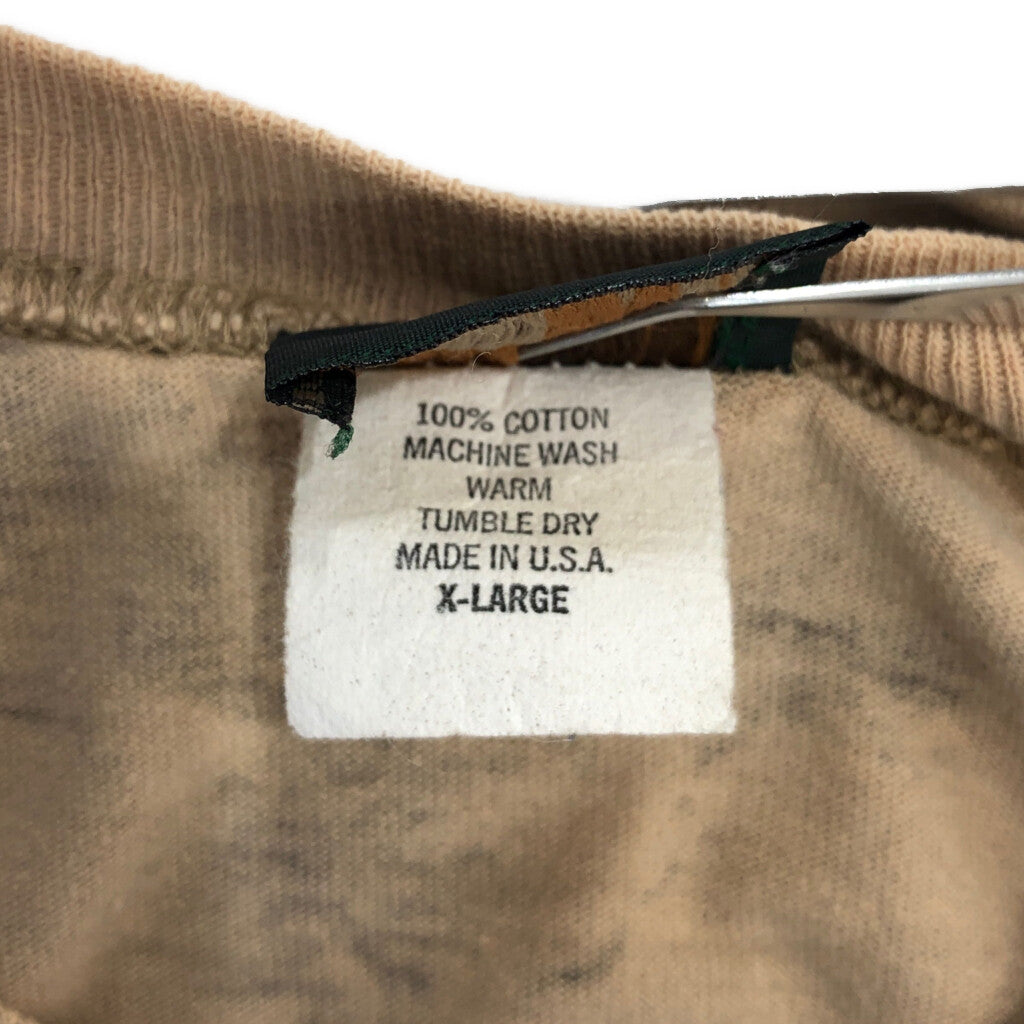 100% COTTON
MACHINE WASH
WARM
TUMBLE DRY
MADE IN U.S.A.
X-LARGE